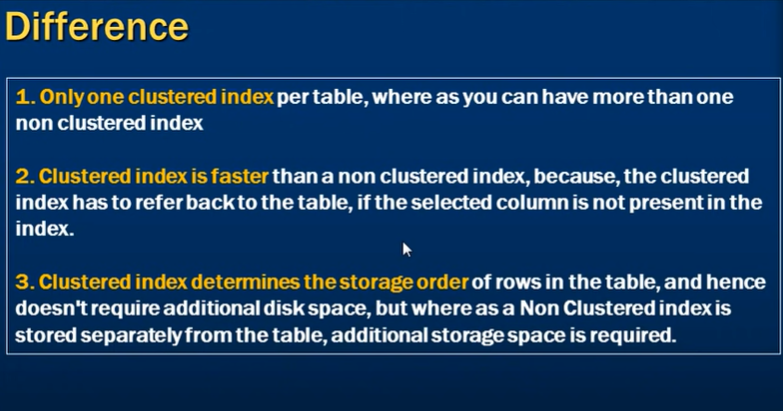 Difference
1. Only one clustered index per table, where as you can have more than one
non clustered index
2. Clustered index is faster than a non clustered index, because, the clustered
index has to refer back to the table, if the selected column is not present in the
index.
3. Clustered index determines the storage order of rows in the table, and hence
doesn't require additional disk space, but where as a Non Clustered index is
stored separately from the table, additional storage space is required.